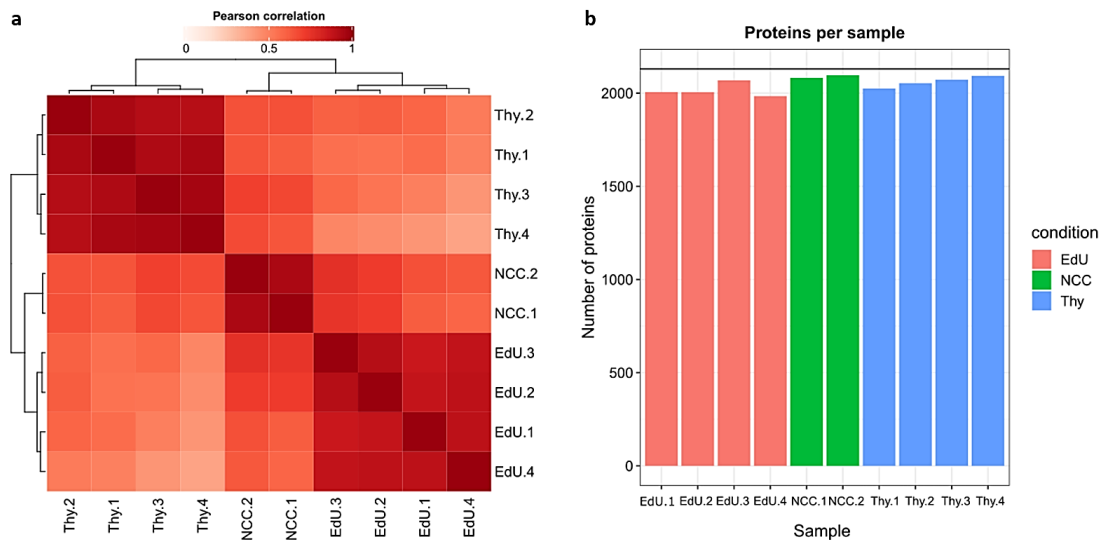 a
Pearson correlation
0 0.5 1
Thy.2
Thy.1
Thy.3
Thy.4
NCC.2
NCC.1
EdU.3
EdU.2
EdU.1
EdU.4
Thy.2 Thy.1 Thy.3 Thy.4 NCC.2 NCC.1 EdU.3 EdU.2 EdU.1 EdU.4
b
Proteins per sample
Number of proteins
2000
1500
1000
500
0
EdU.1 EdU.2 EdU.3 EdU.4 NCC.1 NCC.2 Thy.1 Thy.2 Thy.3 Thy.4
Sample
condition
EdU
NCC
Thy